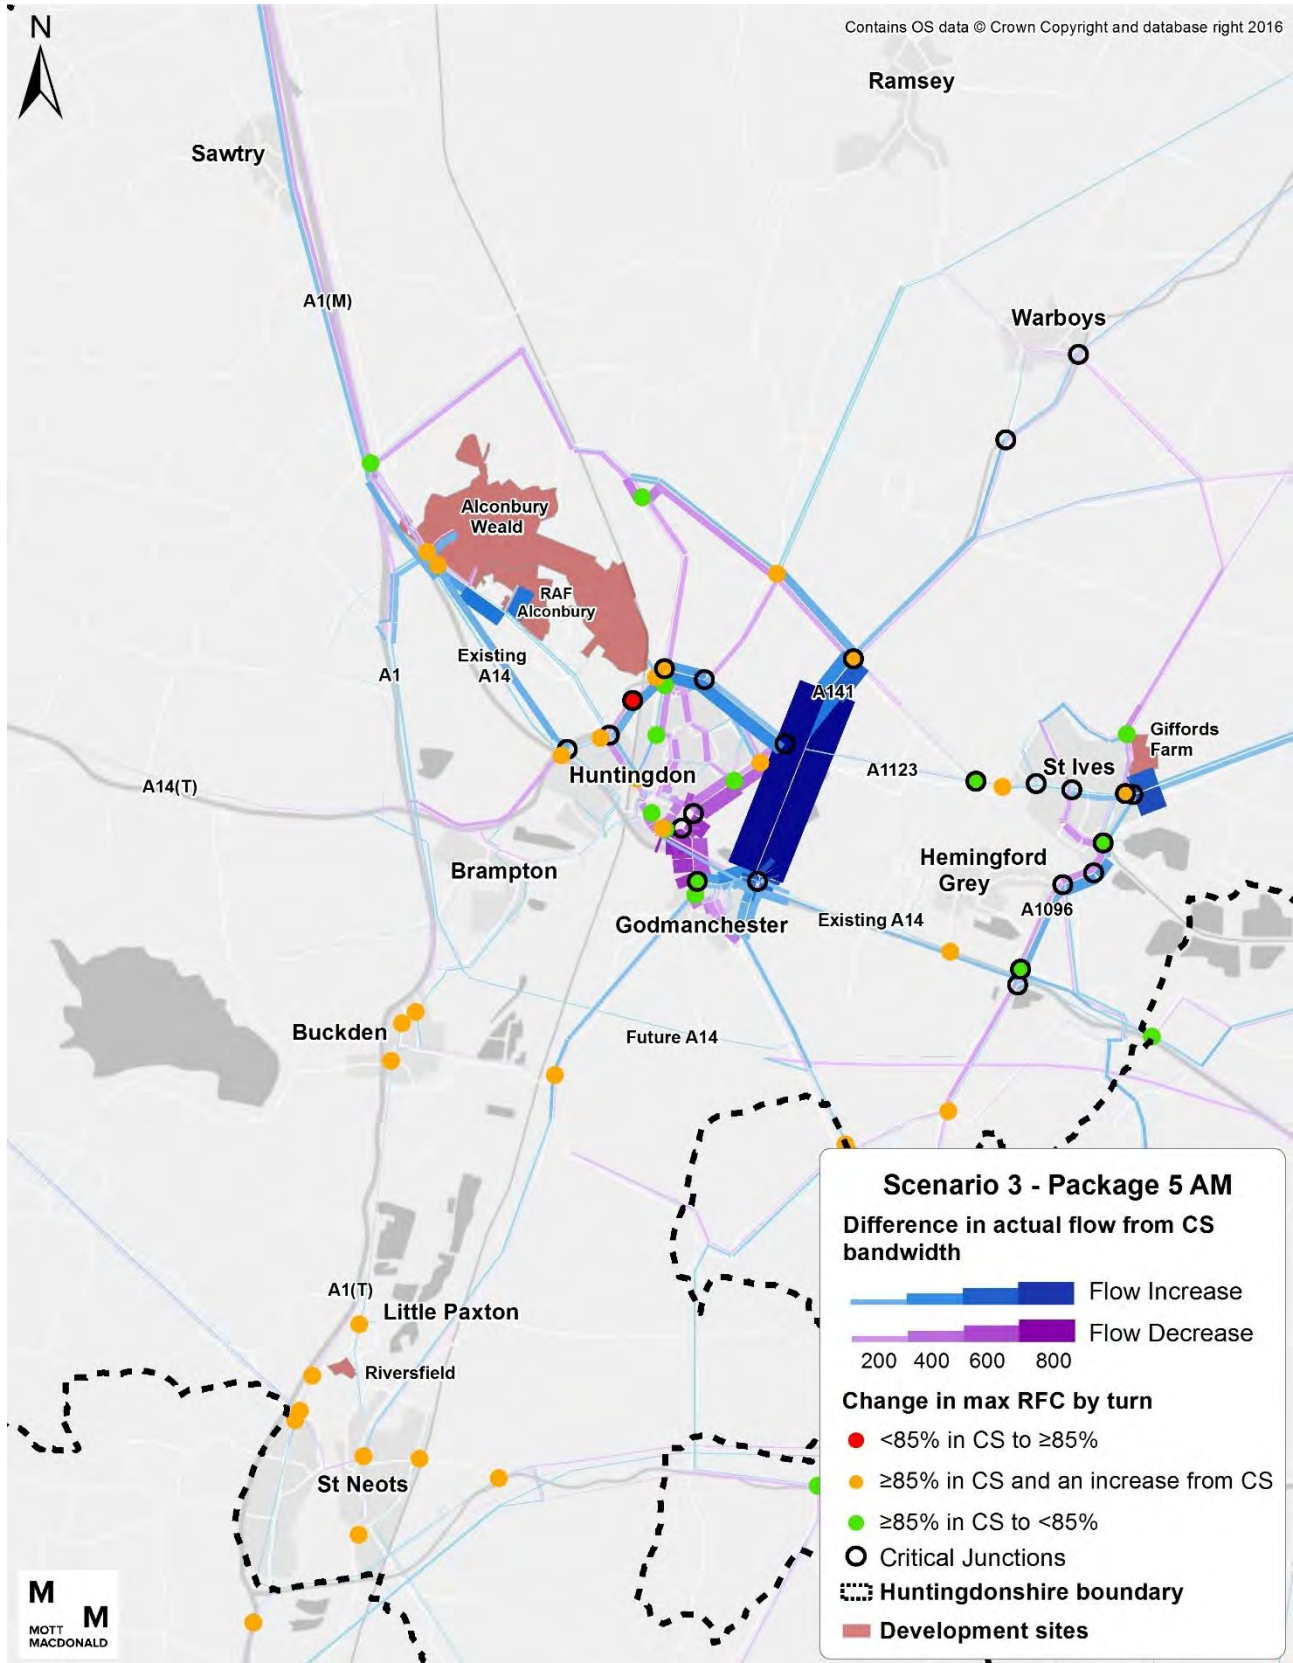 N
Contains OS data © Crown Copyright and database right 2016
Ramsey
Sawtry
A1(M)
Warboys
Alconbury
Weald
RAF
Alconbury
Existing
A14
A1
A141
Giffords
Farm
St Ives
A1123
Huntingdon
A14(T)
Hemingford
Grey
Brampton
A1096
Godmanchester
Existing A14
Buckden
Future A14
A1(T)
Little Paxton
Riversfield
St Neots
Scenario 3 - Package 5 AM
Difference in actual flow from CS
bandwidth
Flow Increase
Flow Decrease
200 400 600 800
Change in max RFC by turn
<85% in CS to ≥85%
≥85% in CS and an increase from CS
≥85% in CS to <85%
Critical Junctions
Huntingdonshire boundary
Development sites
M
M
MOTT
MACDONALD